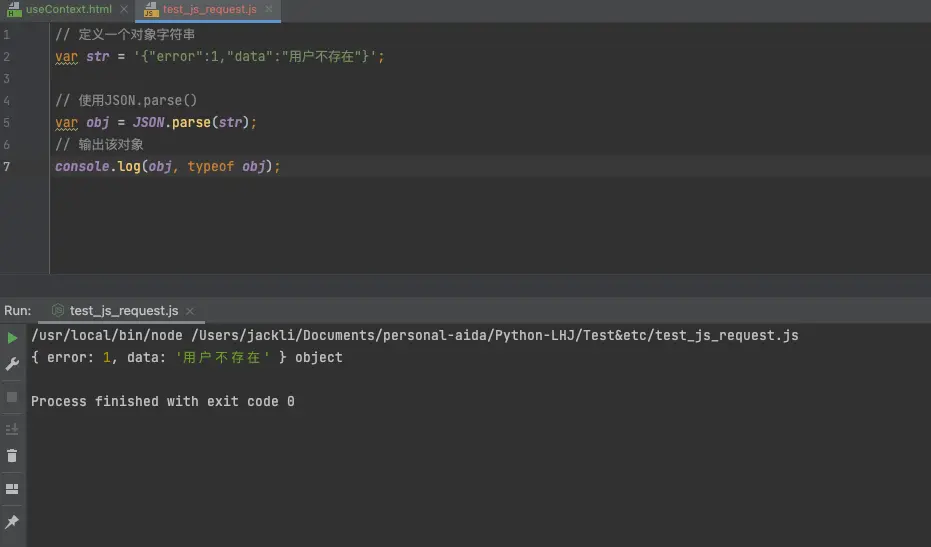 useContext.html
test_js_request.js
1 // 定义一个对象字符串
2 var str = '{"error":1,"data":"用户不存在"}';
3
4 // 使用JSON.parse()
5 var obj = JSON.parse(str);
6 // 输出该对象
7 console.log(obj, typeof obj);
Run: test_js_request.js
/usr/local/bin/node /Users/jackli/Documents/personal-aida/Python-LHJ/Test&etc/test_js_request.js
{ error: 1, data: '用户不存在' } object
Process finished with exit code 0